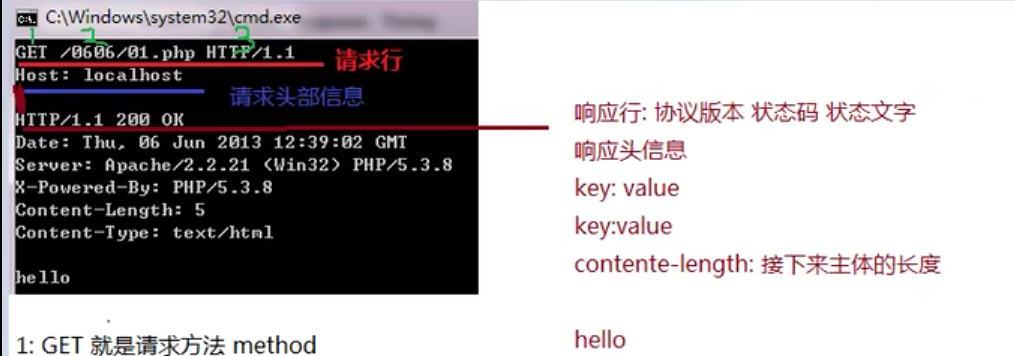 C:\Windows\system32\cmd.exe
1 2 3
GET /0606/01.php HTTP/1.1
请求行
Host: localhost
请求头部信息
HTTP/1.1 200 OK
Date: Thu, 06 Jun 2013 12:39:02 GMT
Server: Apache/2.2.21 (Win32) PHP/5.3.8
X-Powered-By: PHP/5.3.8
Content-Length: 5
Content-Type: text/html
hello
响应行: 协议版本 状态码 状态文字
响应头信息
key: value
key:value
contente-length: 接下来主体的长度
hello
1: GET 就是请求方法 method